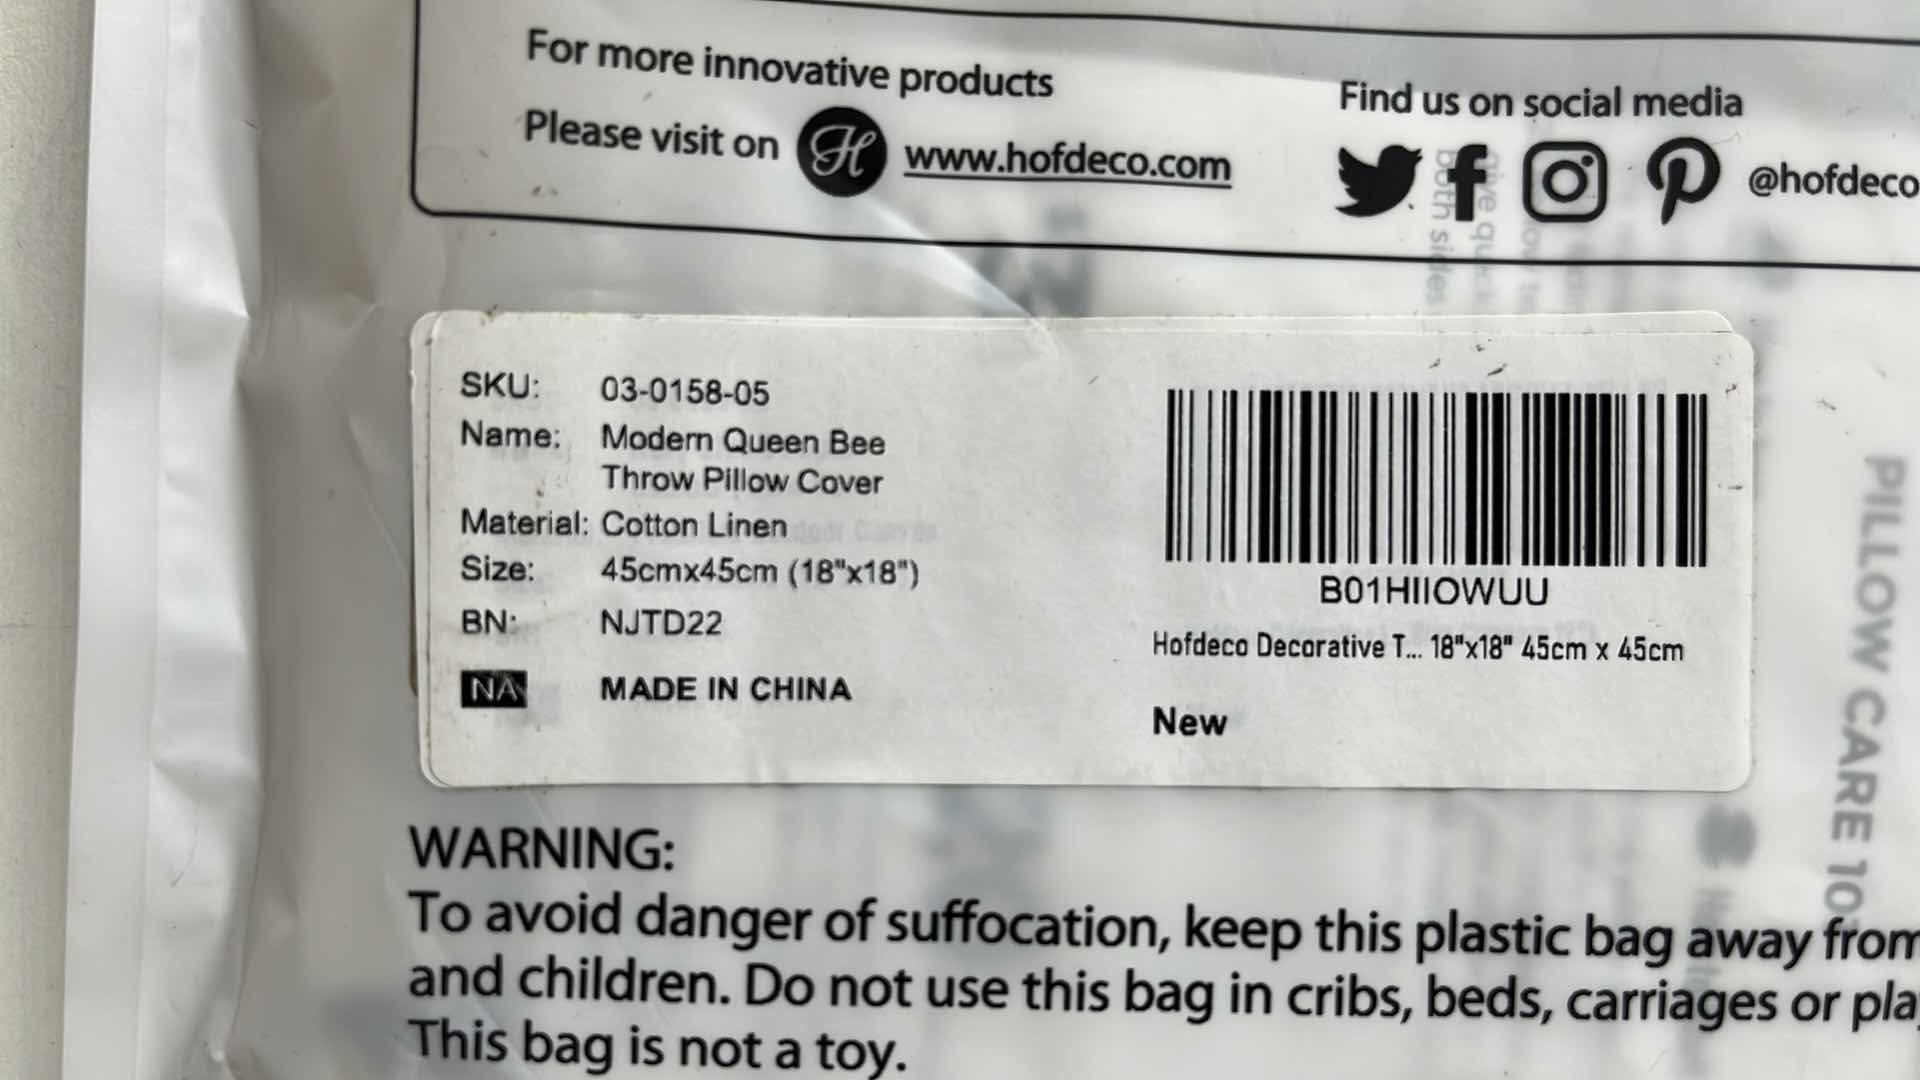 For more innovative products
Please visit on H www.hofdeco.com
Find us on social media
@hofdeco
SKU: 03-0158-05
Name: Modern Queen Bee
Throw Pillow Cover
Material: Cotton Linen
Size: 45cmx45cm (18"x18")
BN: NJTD22
NA MADE IN CHINA
B01HIIOWUU
Hofdeco Decorative T... 18"x18" 45cm x 45cm
New
WARNING:
To avoid danger of suffocation, keep this plastic bag away from
and children. Do not use this bag in cribs, beds, carriages or pla
This bag is not a toy.
PILLOW CARE 10
both sides